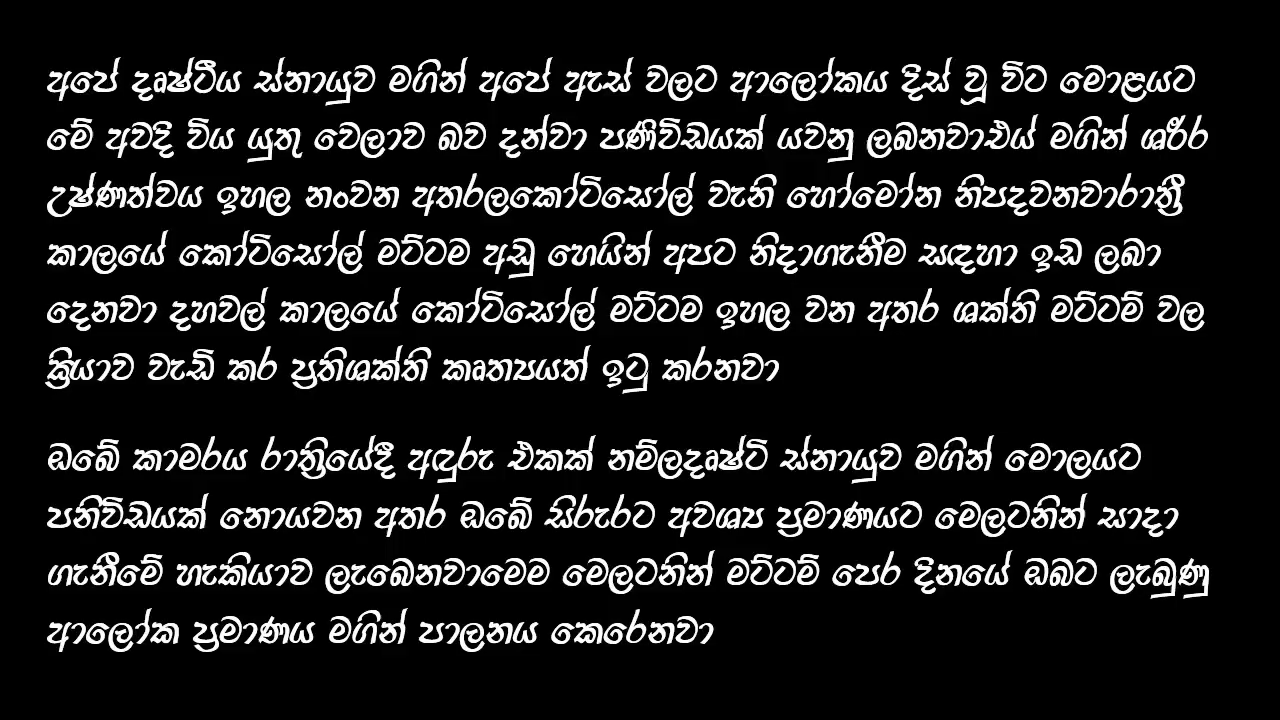 අපේ දෘෂ්ටීය ස්නායුව මගින් අපේ ඇස් වලට ආලෝකය දිස් වූ විට මොළයට
මේ අවදි විය යුතු වෙලාව බව දන්වා පණිවිඩයක් යවනු ලබනවාඑය් මගින් ශරීර
උෂ්ණත්වය ඉහල නංවන අතරලකෝටිසෝල් වැනි හෝමෝන නිපදවනවාරාත්‍රී
කාලයේ කෝටිසෝල් මට්ටම අඩු හෙයින් අපට නිදාගැනීම සඳහා ඉඩ ලබා
දෙනවා දහවල් කාලයේ කෝටිසෝල් මට්ටම ඉහල වන අතර ශක්ති මට්ටම් වල
ක්‍රියාව වැඩි කර ප්‍රතිශක්ති කෘත්‍යයත් ඉටු කරනවා
ඔබේ කාමරය රාත්‍රියේදී අඳුරු එකක් නම්ලදෘෂ්ටි ස්නායුව මගින් මොලයට
පනිවිඩයක් නොයවන අතර ඔබේ සිරුරට අවශ්‍ය ප්‍රමාණයට මෙලටනින් සාදා
ගැනීමේ හැකියාව ලැබෙනවාමෙම මෙලටනින් මට්ටම් පෙර දිනයේ ඔබට ලැබුණු
ආලෝක ප්‍රමාණය මගින් පාලනය කෙරෙනවා